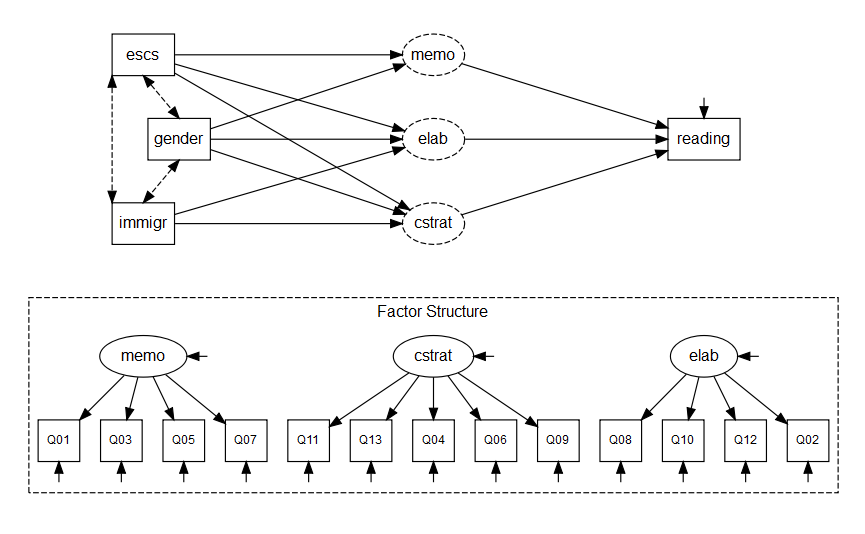 escs
memo
gender
elab
reading
immigr
cstrat
Factor Structure
memo
cstrat
elab
Q01
Q03
Q05
Q07
Q11
Q13
Q04
Q06
Q09
Q08
Q10
Q12
Q02